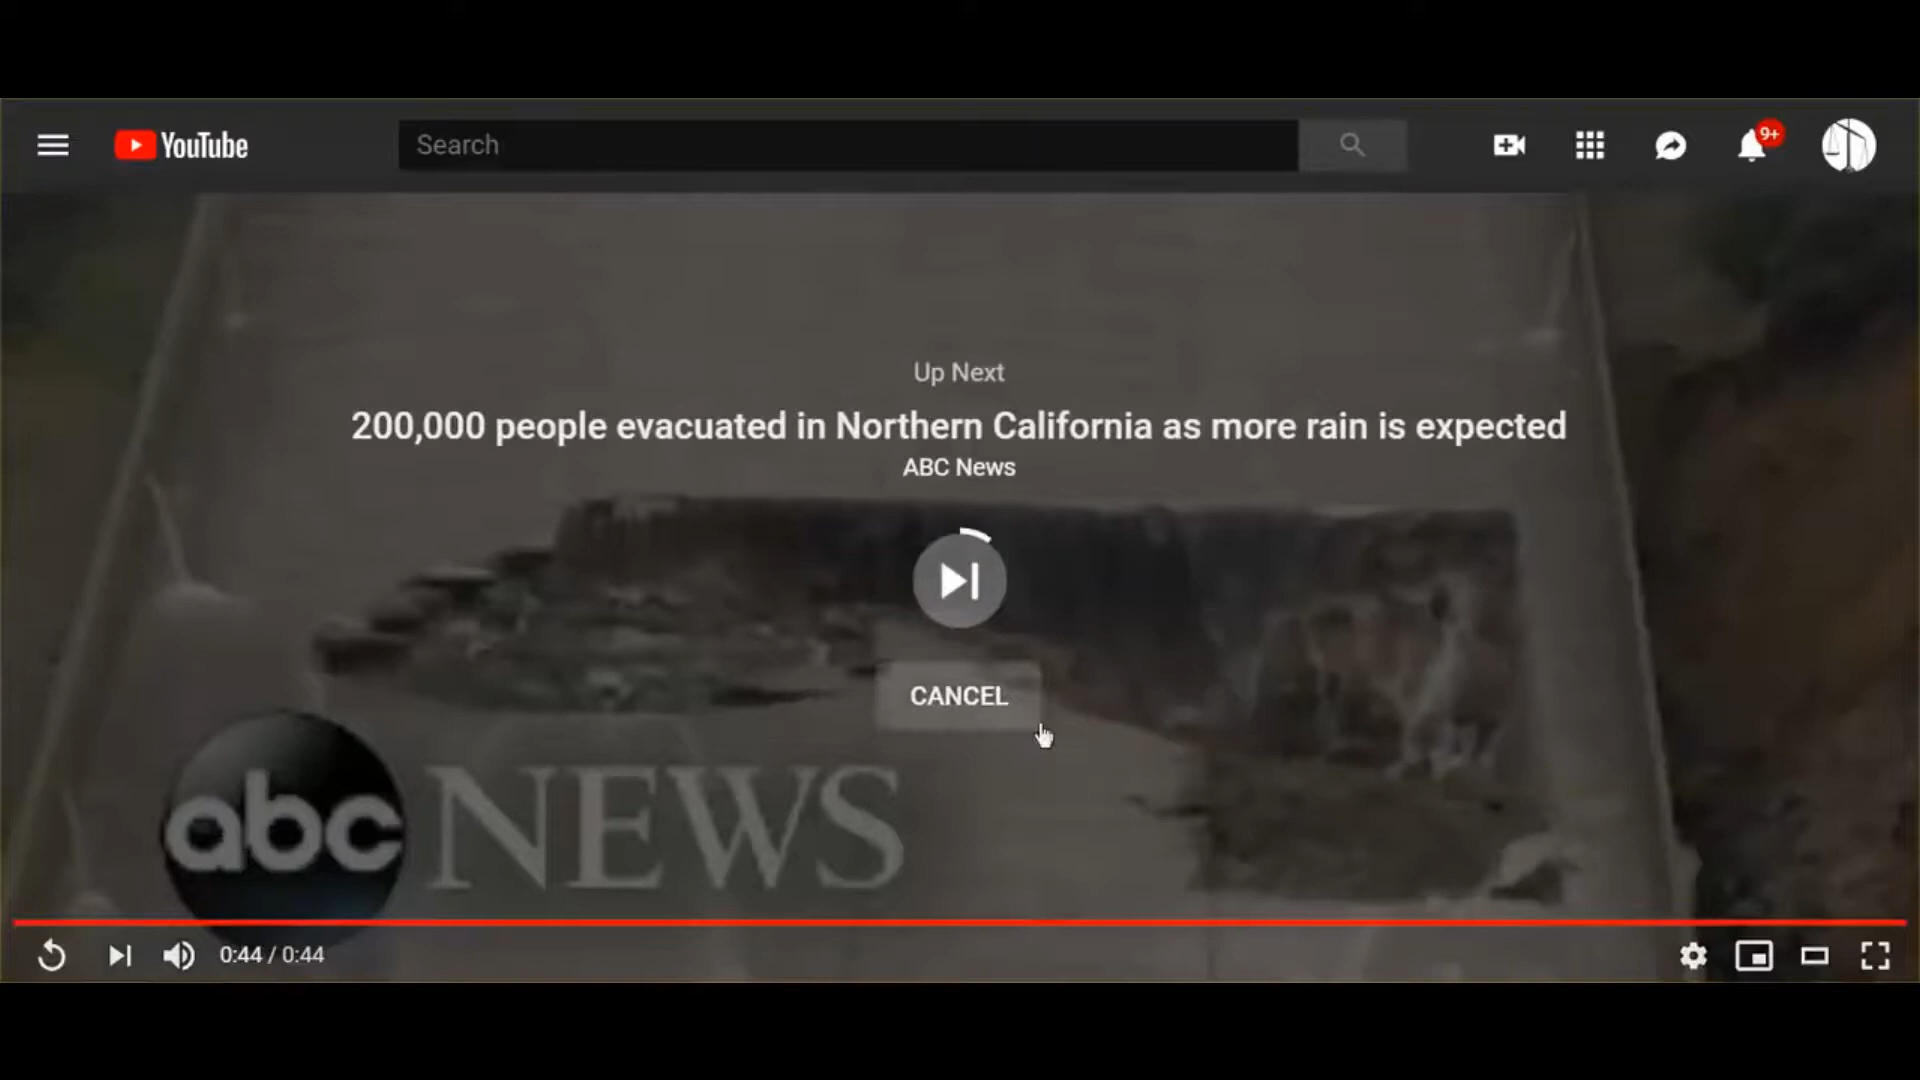 YouTube
Search
9+
Up Next
200,000 people evacuated in Northern California as more rain is expected
ABC News
CANCEL
abc NEWS
0:44 / 0:44